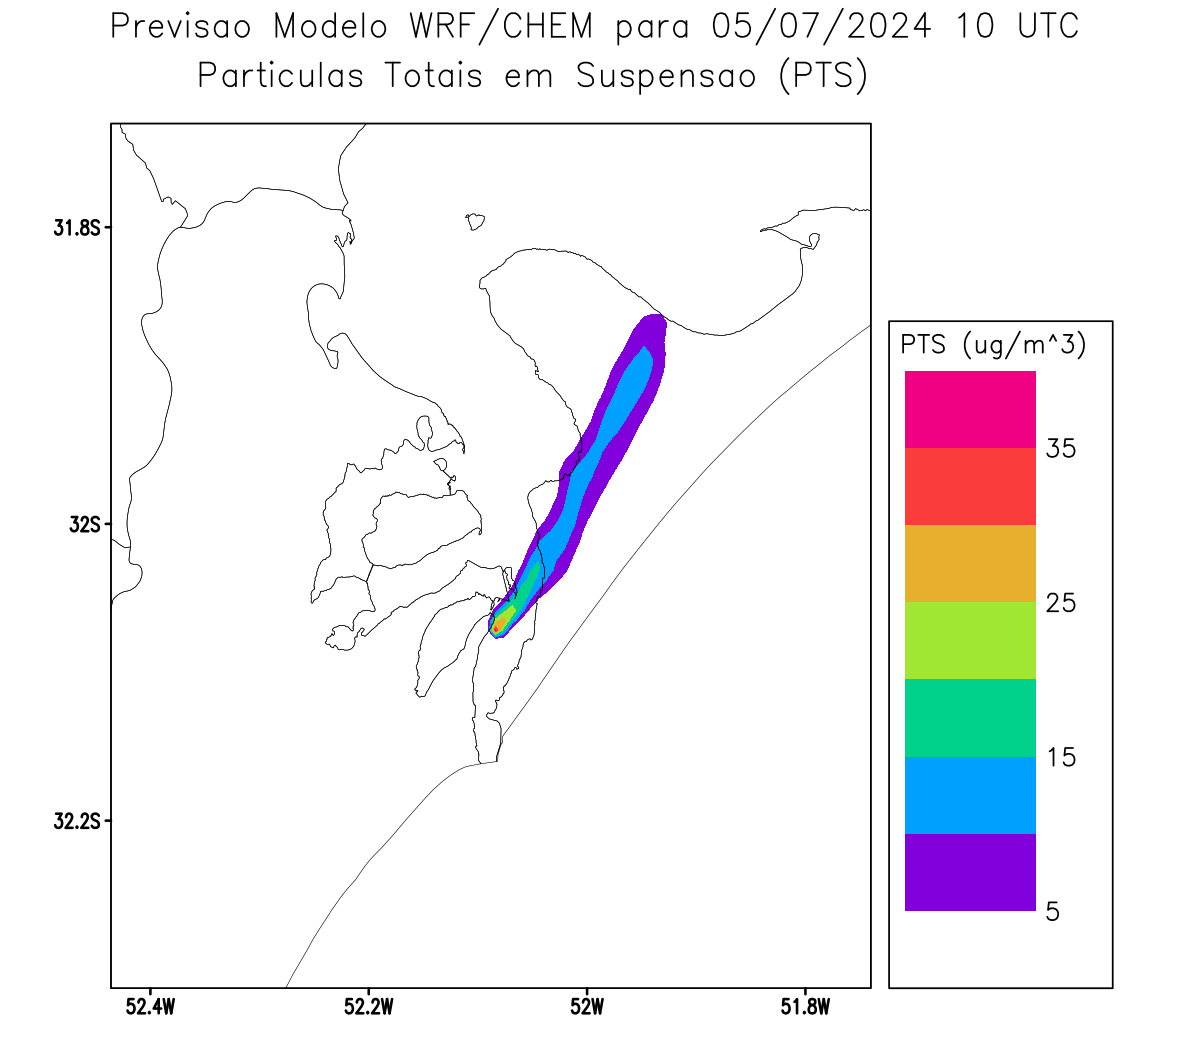 Previsao Modelo WRF/CHEM para 05/07/2024 10 UTC
Particulas Totais em Suspensao (PTS)
31.8S
32S
32.2S
52.4W
52.2W
52W
51.8W
PTS (ug/m^3)
35
25
15
5